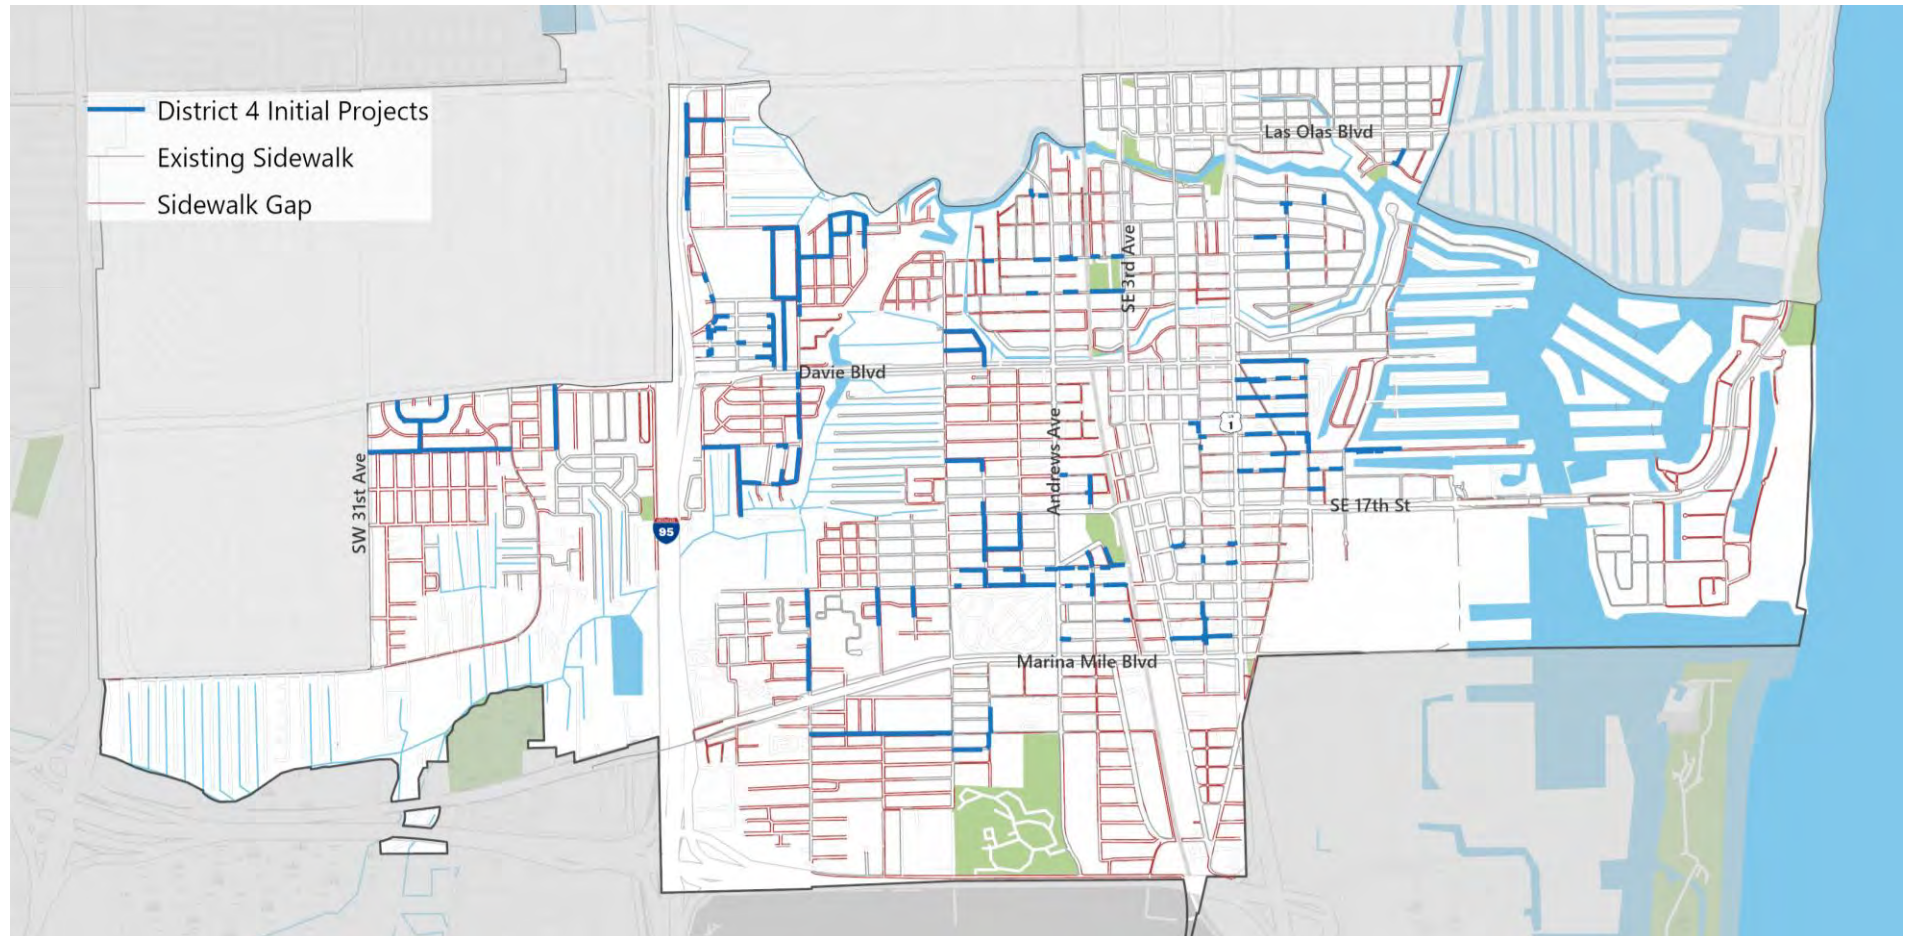 District 4 Initial Projects
Existing Sidewalk
Sidewalk Gap
Las Olas Blvd
SE 3rd Ave
Davie Blvd
Andrews Ave
1
SW 31st Ave
SE 17th St
95
Marina Mile Blvd